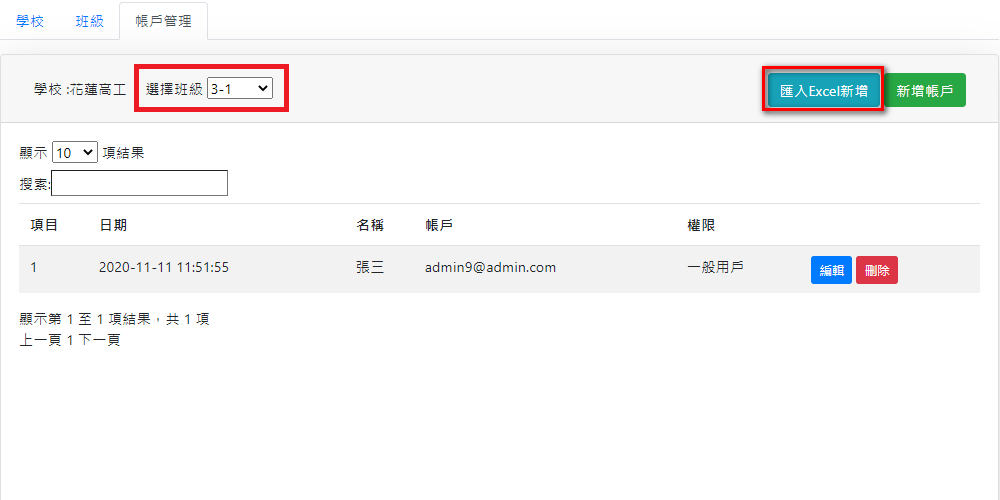 學校 班級 帳戶管理
學校 :花蓮高工 選擇班級 3-1 匯入Excel新增 新增帳戶
顯示 10 項結果
搜索:
項目 日期 名稱 帳戶 權限
1 2020-11-11 11:51:55 張三 admin9@admin.com 一般用戶 編輯 刪除
顯示第 1 至 1 項結果，共 1 項
上一頁 1 下一頁